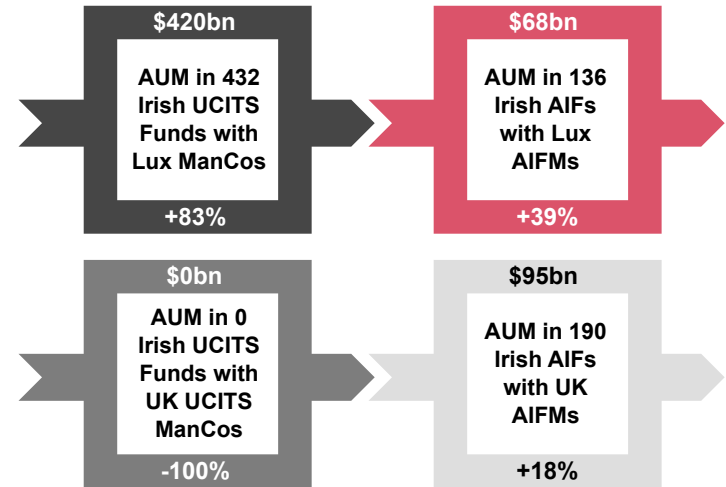 $420bn
AUM in 432
Irish UCITS
Funds with
Lux ManCos
+83%
$68bn
AUM in 136
Irish AIFs
with Lux
AIFMs
+39%
$0bn
AUM in 0
Irish UCITS
Funds with
UK UCITS
ManCos
-100%
$95bn
AUM in 190
Irish AIFs
with UK
AIFMs
+18%